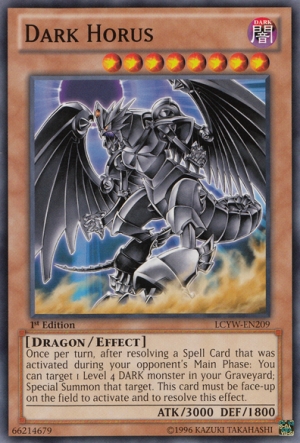 DARK HORUS
DARK
闇
1st Edition
LCYW-EN209
[DRAGON / EFFECT]
Once per turn, after resolving a Spell Card that was
activated during your opponent's Main Phase: You
can target 1 Level 4 DARK monster in your Graveyard;
Special Summon that target. This card must be face-up
on the field to activate and to resolve this effect.
ATK/3000 DEF/1800
66214679
©1996 KAZUKI TAKAHASHI